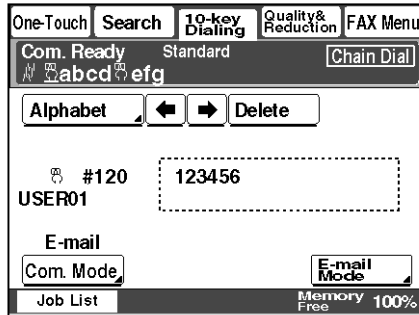 One-Touch Search 10-key Dialing Quality& Reduction FAX Menu
Com. Ready Standard Chain Dial
abcd efg
Alphabet Delete
#120 123456
USER01
E-mail
Com. Mode E-mail Mode
Job List Memory Free 100%